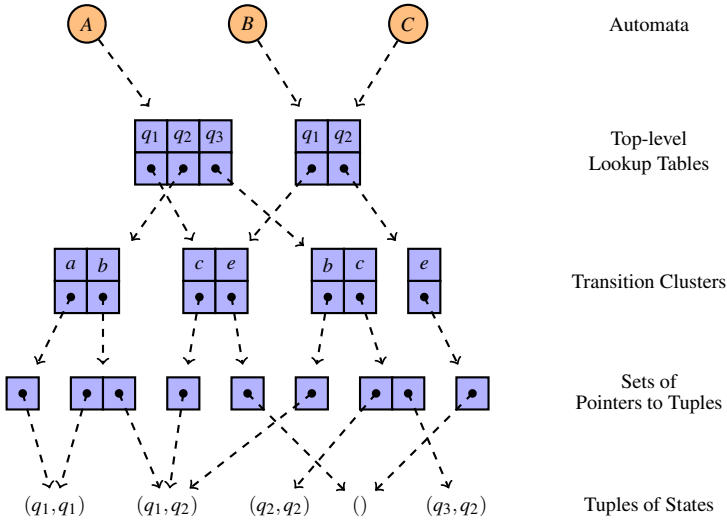 A B C Automata
q₁ q₂ q₃ q₁ q₂ Top-level
Lookup Tables
a b c e b c e Transition Clusters
Sets of
Pointers to Tuples
(q₁,q₁) (q₁,q₂) (q₂,q₂) () (q₃,q₂) Tuples of States